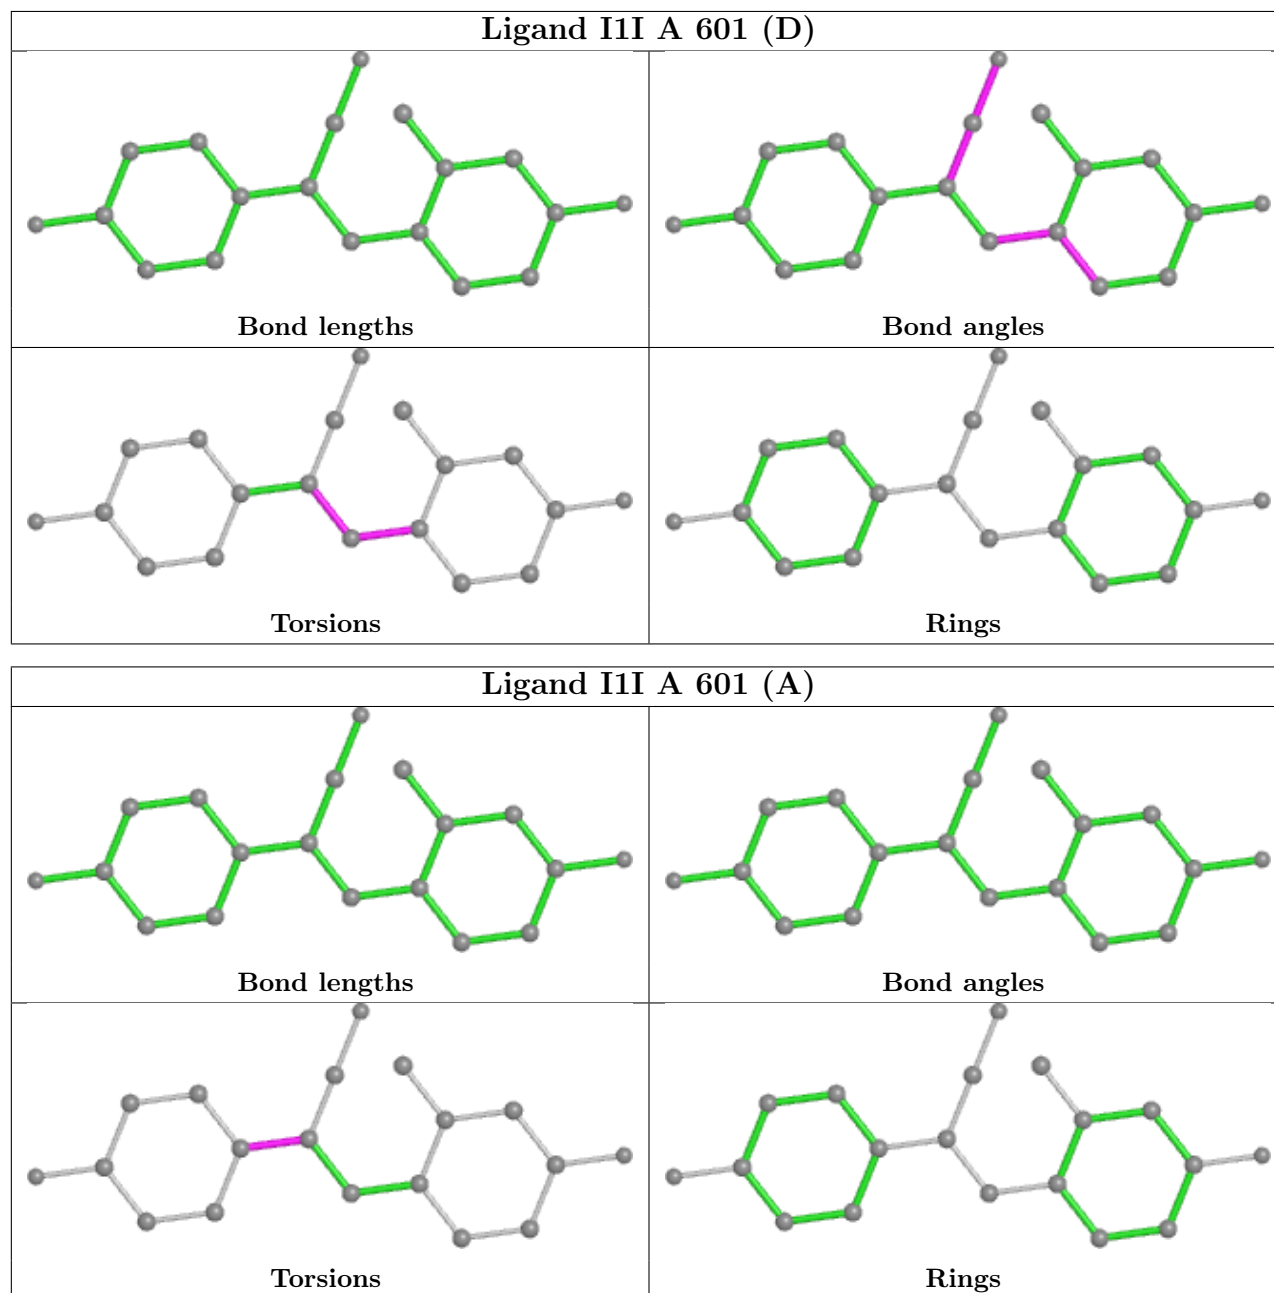 Ligand I1I A 601 (D)
Bond lengths
Bond angles
Torsions
Rings
Ligand I1I A 601 (A)
Bond lengths
Bond angles
Torsions
Rings